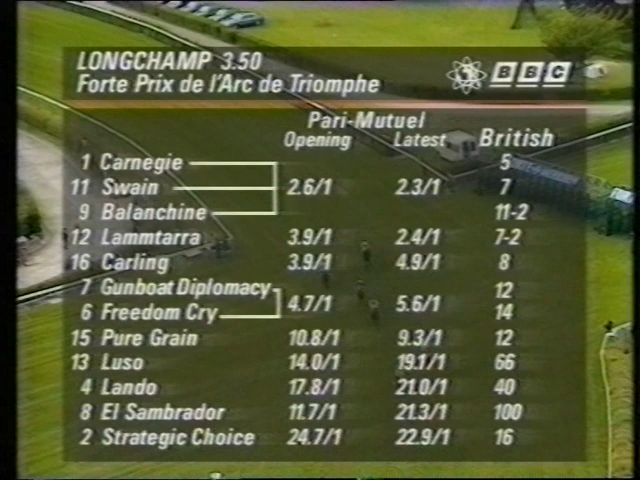 LONGCHAMP 3.50
Forte Prix de l'Arc de Triomphe
BBC
Pari-Mutuel
Opening Latest British
1 Carnegie 5
11 Swain 2.6/1 2.3/1 7
9 Balanchine 11-2
12 Lammtarra 3.9/1 2.4/1 7-2
16 Carling 3.9/1 4.9/1 8
7 Gunboat Diplomacy 12
4.7/1 5.6/1
6 Freedom Cry 14
15 Pure Grain 10.8/1 9.3/1 12
13 Luso 14.0/1 19.1/1 66
4 Lando 17.8/1 21.0/1 40
8 El Sambrador 11.7/1 21.3/1 100
2 Strategic Choice 24.7/1 22.9/1 16